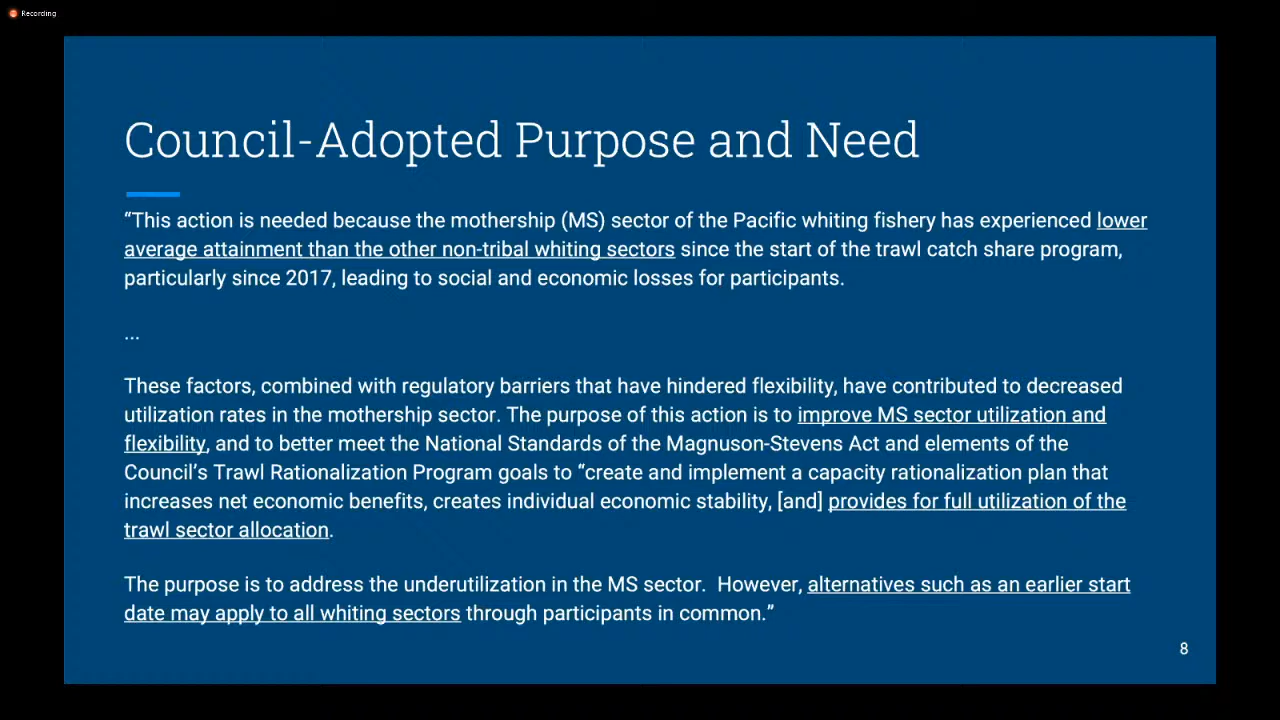 Recording
Council-Adopted Purpose and Need
“This action is needed because the mothership (MS) sector of the Pacific whiting fishery has experienced lower
average attainment than the other non-tribal whiting sectors since the start of the trawl catch share program,
particularly since 2017, leading to social and economic losses for participants.
...
These factors, combined with regulatory barriers that have hindered flexibility, have contributed to decreased
utilization rates in the mothership sector. The purpose of this action is to improve MS sector utilization and
flexibility, and to better meet the National Standards of the Magnuson-Stevens Act and elements of the
Council’s Trawl Rationalization Program goals to “create and implement a capacity rationalization plan that
increases net economic benefits, creates individual economic stability, [and] provides for full utilization of the
trawl sector allocation.
The purpose is to address the underutilization in the MS sector.  However, alternatives such as an earlier start
date may apply to all whiting sectors through participants in common.”
8